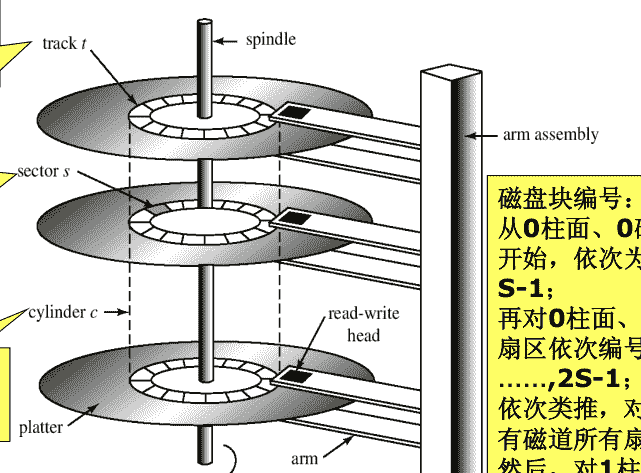 track t
spindle
arm assembly
sector s
cylinder c
read-write
head
platter
arm
磁盘块编号：
从0柱面、0
开始，依次为
S-1；
再对0柱面、
扇区依次编号
……,2S-1；
依次类推，对
有磁道所有扇
然后，对1柱